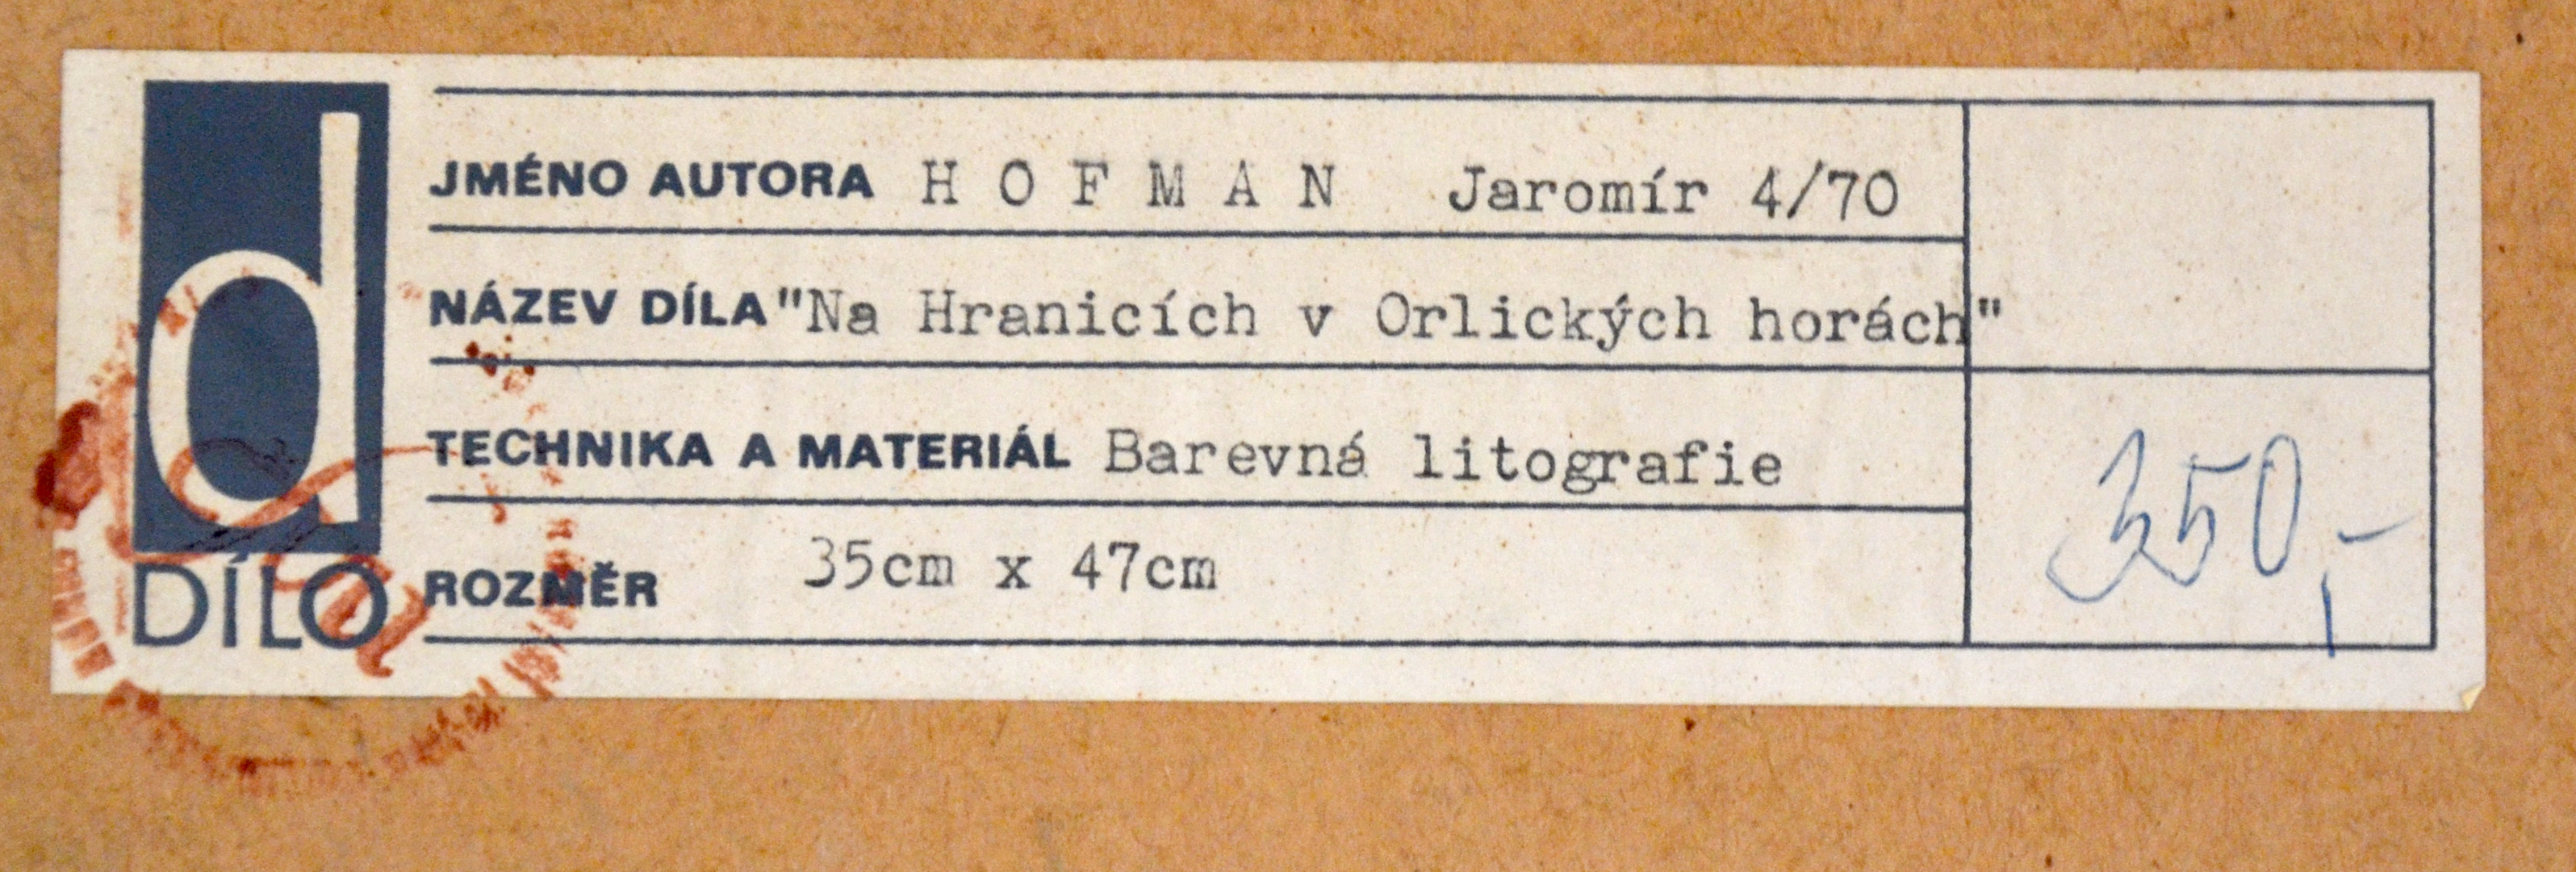 d
DÍLO
JMÉNO AUTORA H O F M A N Jaromír 4/70
NÁZEV DÍLA "Na Hranicích v Orlických horách"
TECHNIKA A MATERIÁL Barevná litografie
ROZMĚR 35cm x 47cm
350,-